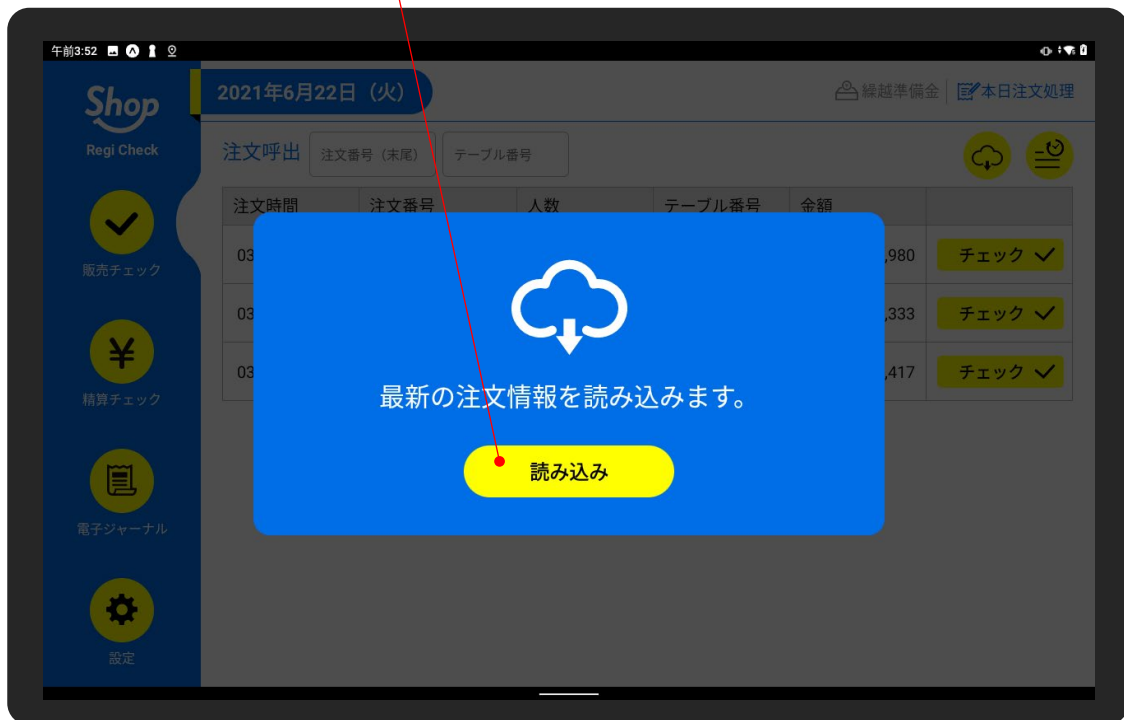 午前3:52
Shop
Regi Check
2021年6月22日（火）
繰越準備金
本日注文処理
注文呼出
注文番号（末尾）
テーブル番号
注文時間 注文番号 人数 テーブル番号 金額
03 ,980 チェック
03 ,333 チェック
03 ,417 チェック
販売チェック
精算チェック
電子ジャーナル
設定
最新の注文情報を読み込みます。
読み込み